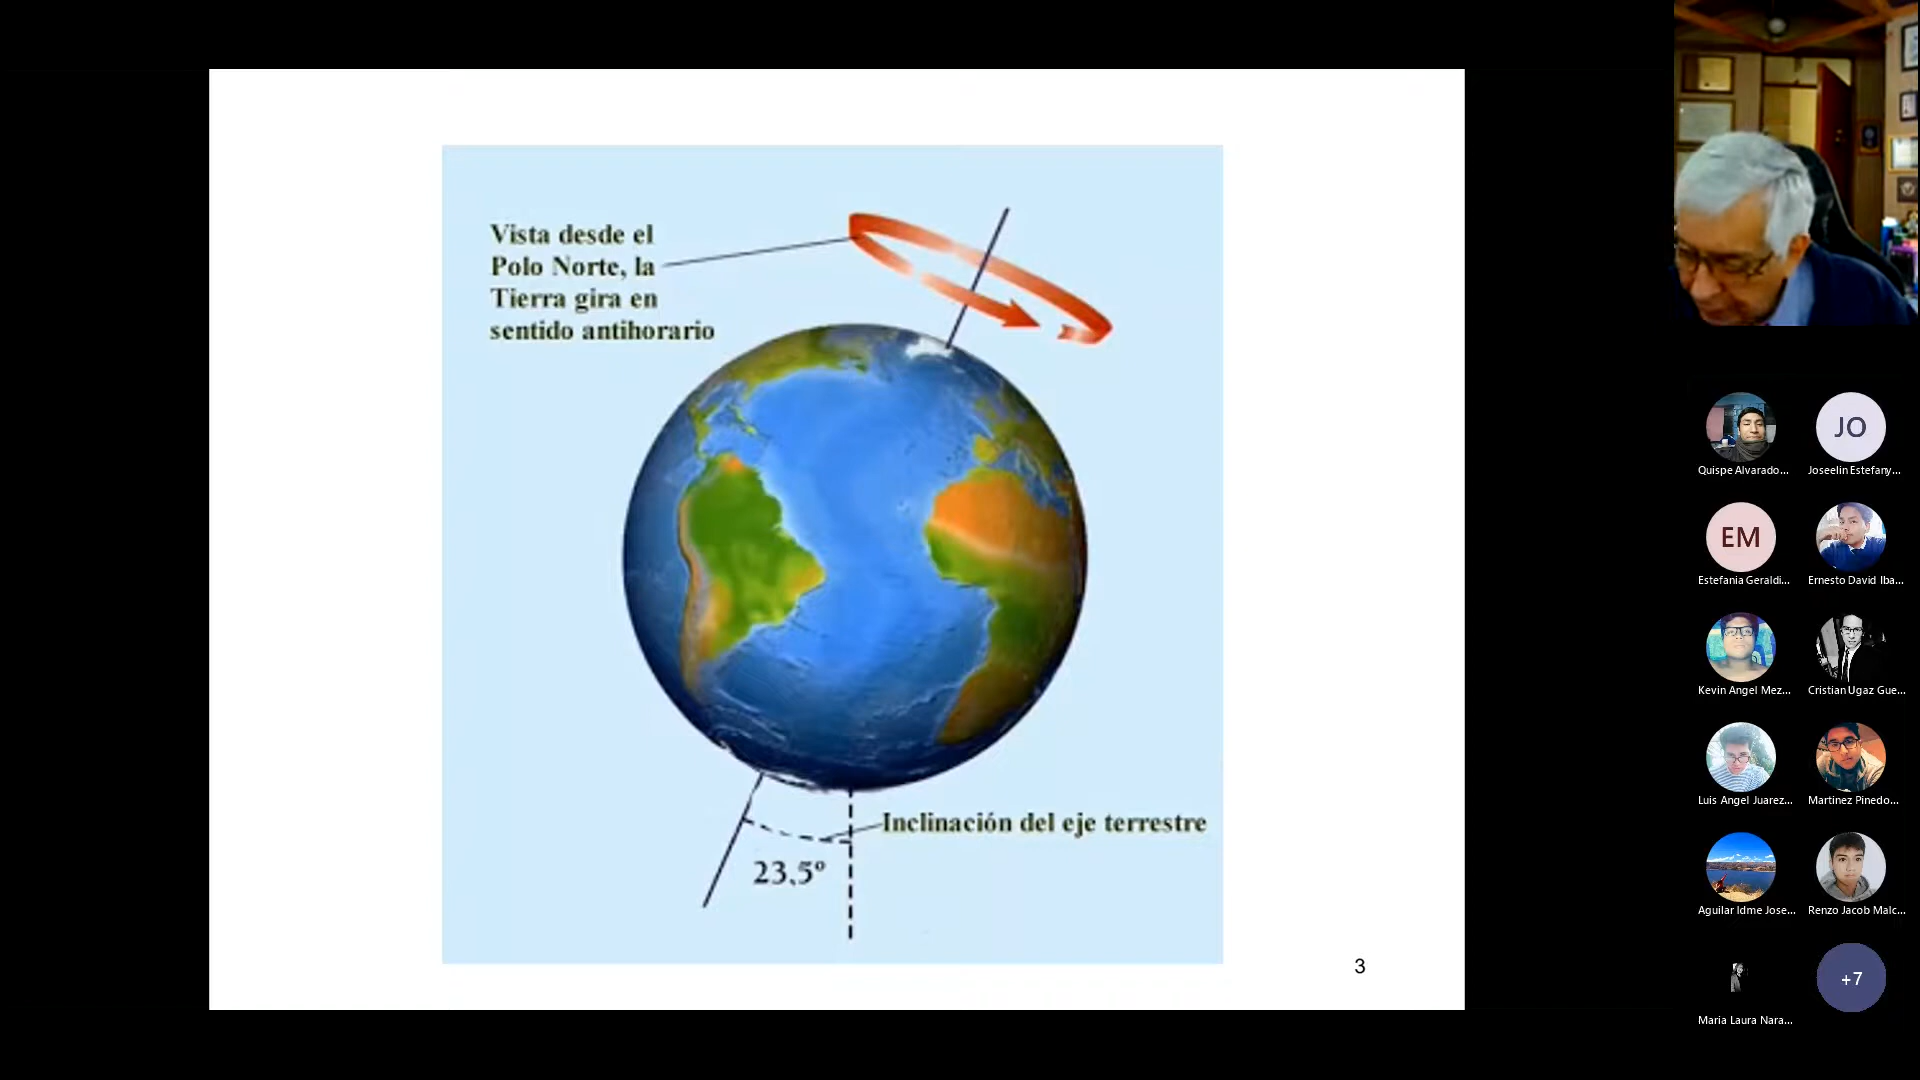 Vista desde el
Polo Norte, la
Tierra gira en
sentido antihorario
Inclinación del eje terrestre
23,5º
3
Quispe Alvarado...
JO
Joseelin Estefany...
EM
Estefania Geraldi...
Ernesto David Iba...
Kevin Angel Mez...
Cristian Ugaz Gue...
Luis Angel Juarez...
Martinez Pinedo...
Aguilar Idme Jose...
Renzo Jacob Malc...
+7
Maria Laura Nara...